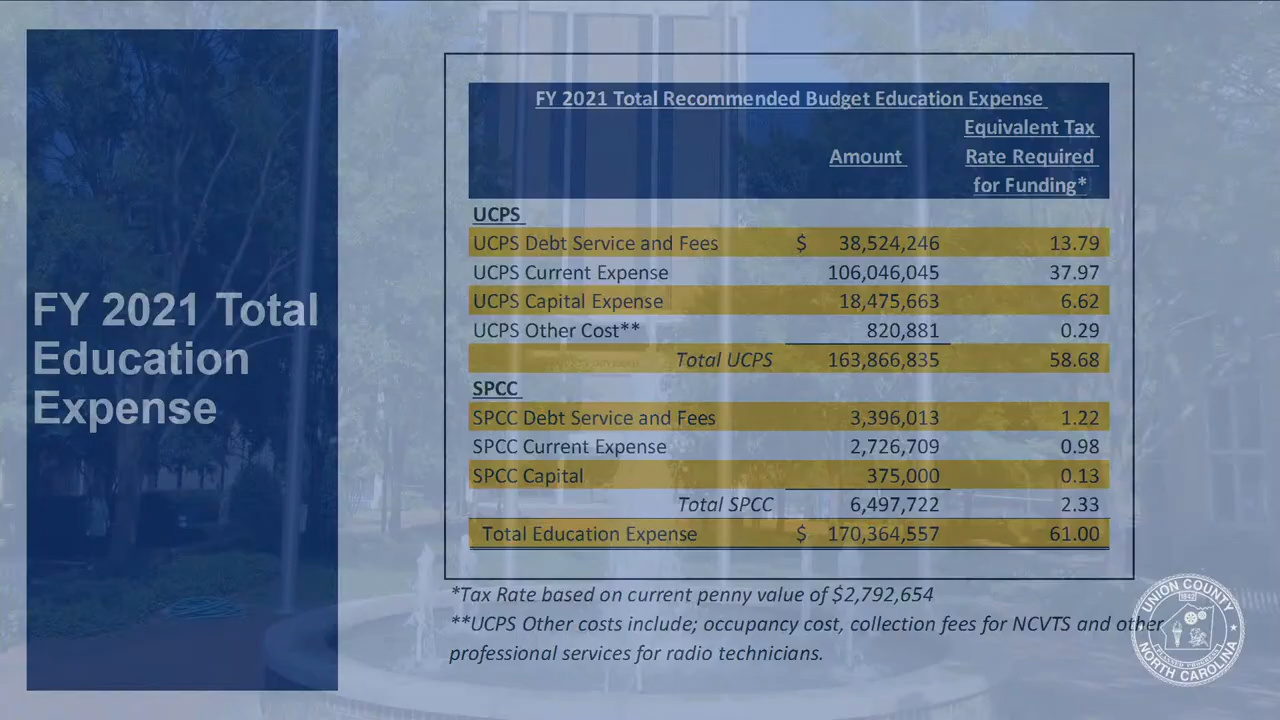 FY 2021 Total
Education
Expense
FY 2021 Total Recommended Budget Education Expense
Amount
Equivalent Tax
Rate Required
for Funding*
UCPS
UCPS Debt Service and Fees $ 38,524,246 13.79
UCPS Current Expense 106,046,045 37.97
UCPS Capital Expense 18,475,663 6.62
UCPS Other Cost** 820,881 0.29
Total UCPS 163,866,835 58.68
SPCC
SPCC Debt Service and Fees 3,396,013 1.22
SPCC Current Expense 2,726,709 0.98
SPCC Capital 375,000 0.13
Total SPCC 6,497,722 2.33
Total Education Expense $ 170,364,557 61.00
*Tax Rate based on current penny value of $2,792,654
**UCPS Other costs include; occupancy cost, collection fees for NCVTS and other
professional services for radio technicians.
UNION COUNTY
1842
NORTH CAROLINA